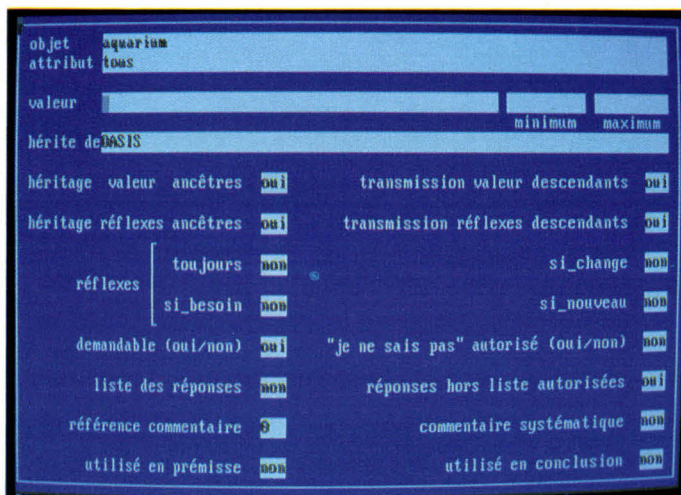 objet aquarium
attribut tous
valeur
minimum maximum
hérite de OASIS
héritage valeur ancêtres oui transmission valeur descendants oui
héritage réflexes ancêtres oui transmission réflexes descendants oui
réflexes
toujours non si_change non
si_besoin non si_nouveau non
demandable (oui/non) oui "je ne sais pas" autorisé (oui/non) non
liste des réponses non réponses hors liste autorisées oui
référence commentaire 0 commentaire systématique non
utilisé en prémisse non utilisé en conclusion non